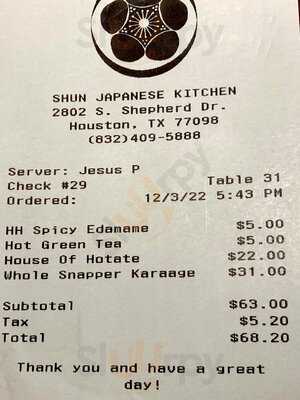 SHUN JAPANESE KITCHEN
2802 S. Shepherd Dr.
Houston, TX 77098
(832)409-5888
Server: Jesus P
Check #29 Table 31
Ordered: 12/3/22 5:43 PM
HH Spicy Edamame $5.00
Hot Green Tea $5.00
House Of Hotate $22.00
Whole Snapper Karaage $31.00
Subtotal $63.00
Tax $5.20
Total $68.20
Thank you and have a great
day!